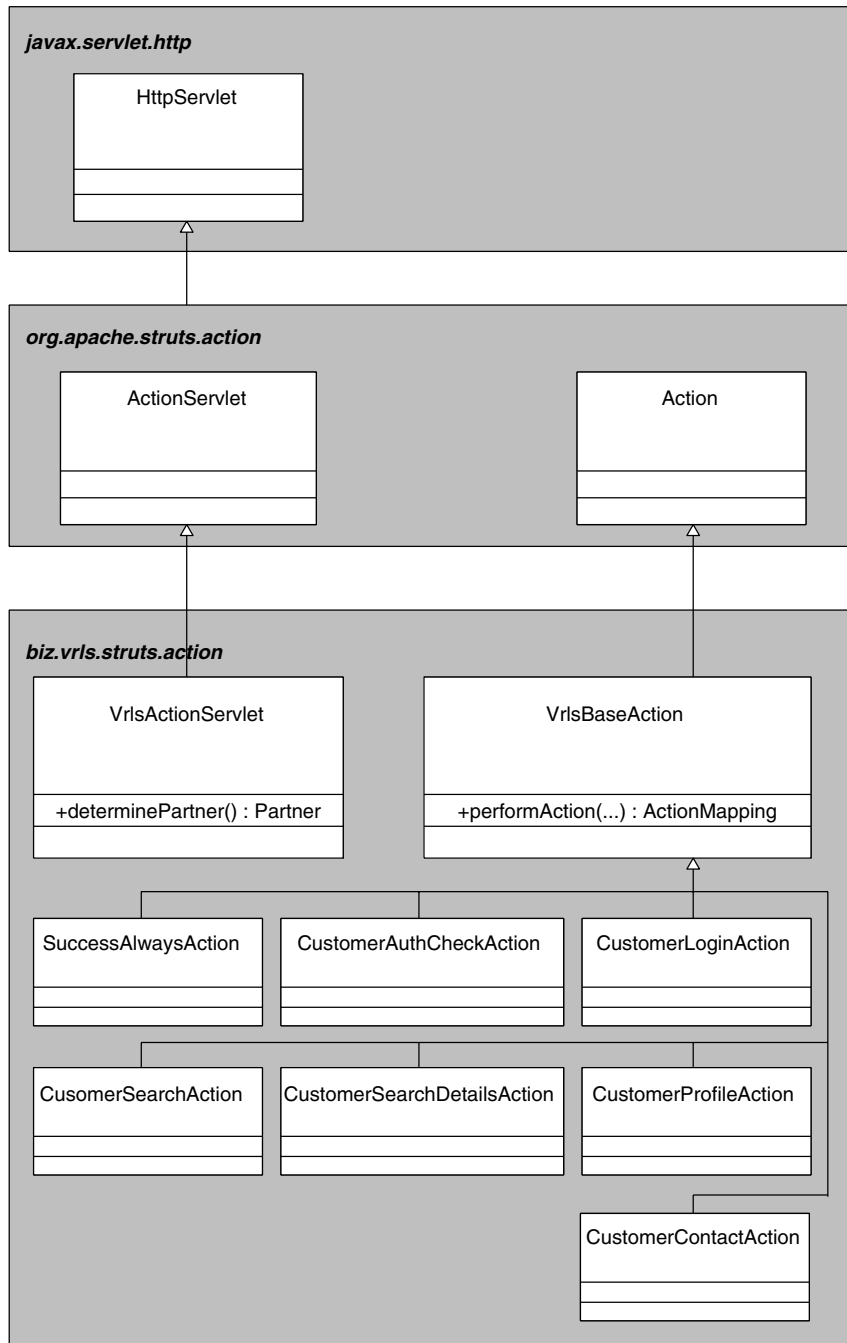 javax.servlet.http
HttpServlet
org.apache.struts.action
ActionServlet
Action
biz.vrls.struts.action
VrlsActionServlet
+determinePartner() : Partner
VrlsBaseAction
+performAction(...) : ActionMapping
SuccessAlwaysAction
CustomerAuthCheckAction
CustomerLoginAction
CusomerSearchAction
CustomerSearchDetailsAction
CustomerProfileAction
CustomerContactAction